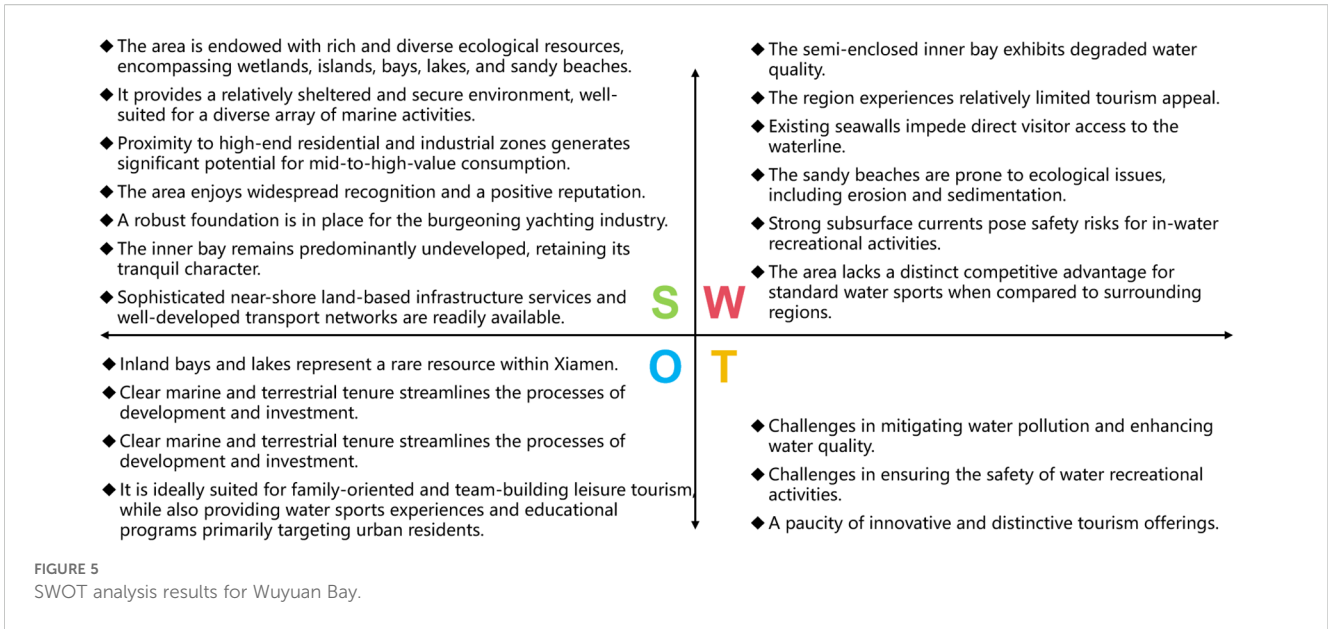 ◆ The area is endowed with rich and diverse ecological resources,
encompassing wetlands, islands, bays, lakes, and sandy beaches.
◆ It provides a relatively sheltered and secure environment, well-
suited for a diverse array of marine activities.
◆ Proximity to high-end residential and industrial zones generates
significant potential for mid-to-high-value consumption.
◆ The area enjoys widespread recognition and a positive reputation.
◆ A robust foundation is in place for the burgeoning yachting industry.
◆ The inner bay remains predominantly undeveloped, retaining its
tranquil character.
◆ Sophisticated near-shore land-based infrastructure services and
well-developed transport networks are readily available.
S
◆ The semi-enclosed inner bay exhibits degraded water
quality.
◆ The region experiences relatively limited tourism appeal.
◆ Existing seawalls impede direct visitor access to the
waterline.
◆ The sandy beaches are prone to ecological issues,
including erosion and sedimentation.
◆ Strong subsurface currents pose safety risks for in-water
recreational activities.
◆ The area lacks a distinct competitive advantage for
standard water sports when compared to surrounding
regions.
W
◆ Inland bays and lakes represent a rare resource within Xiamen.
◆ Clear marine and terrestrial tenure streamlines the processes of
development and investment.
◆ Clear marine and terrestrial tenure streamlines the processes of
development and investment.
◆ It is ideally suited for family-oriented and team-building leisure tourism,
while also providing water sports experiences and educational
programs primarily targeting urban residents.
O
T
◆ Challenges in mitigating water pollution and enhancing
water quality.
◆ Challenges in ensuring the safety of water recreational
activities.
◆ A paucity of innovative and distinctive tourism offerings.
FIGURE 5
SWOT analysis results for Wuyuan Bay.